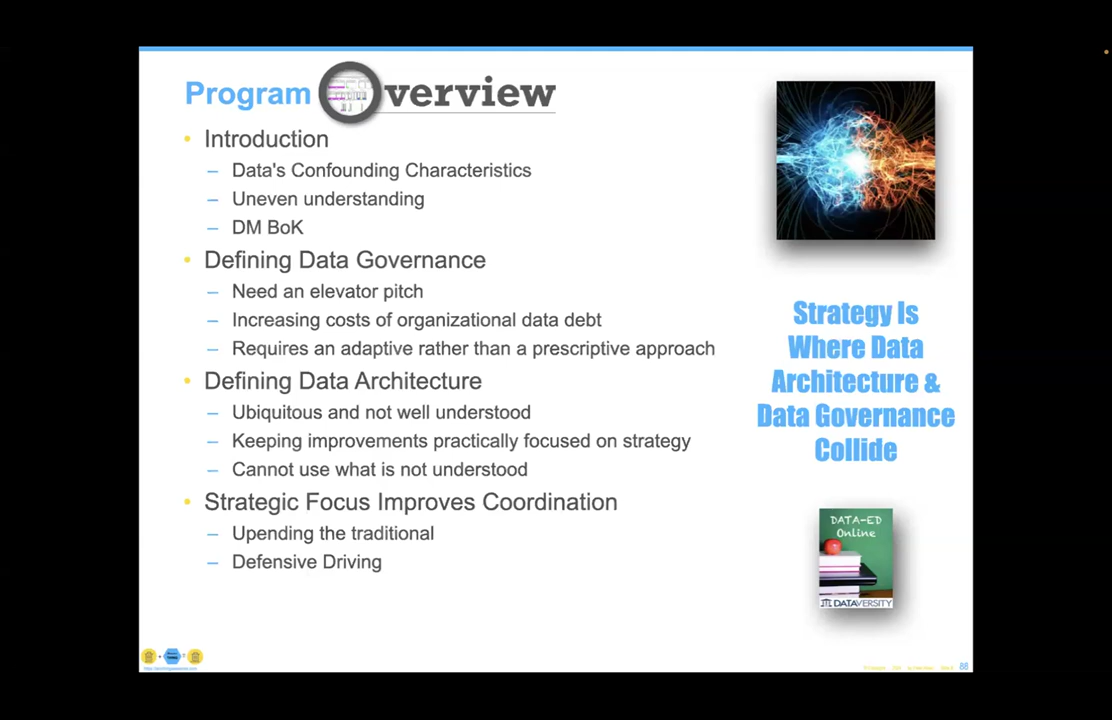 Program Overview
• Introduction
– Data's Confounding Characteristics
– Uneven understanding
– DM BoK
• Defining Data Governance
– Need an elevator pitch
– Increasing costs of organizational data debt
– Requires an adaptive rather than a prescriptive approach
• Defining Data Architecture
– Ubiquitous and not well understood
– Keeping improvements practically focused on strategy
– Cannot use what is not understood
• Strategic Focus Improves Coordination
– Upending the traditional
– Defensive Driving
Strategy Is
Where Data
Architecture &
Data Governance
Collide
DATA-ED
Online
DATAVERSITY
88